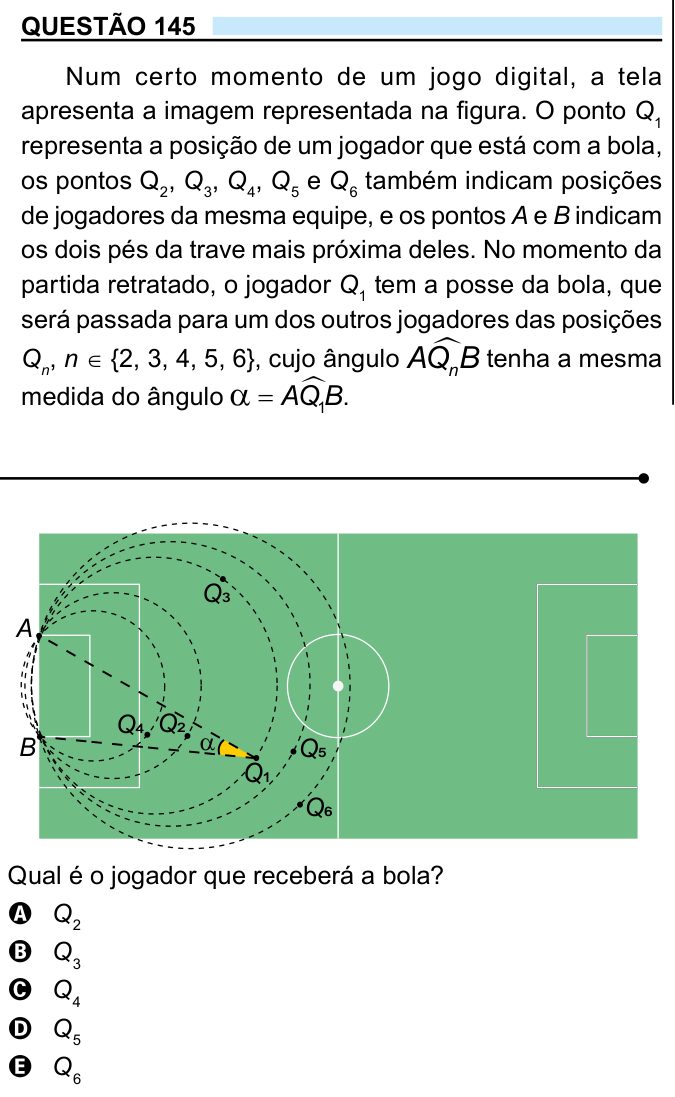 QUESTÃO 145
Num certo momento de um jogo digital, a tela
apresenta a imagem representada na figura. O ponto Q₁
representa a posição de um jogador que está com a bola,
os pontos Q₂, Q₃, Q₄, Q₅ e Q₆ também indicam posições
de jogadores da mesma equipe, e os pontos A e B indicam
os dois pés da trave mais próxima deles. No momento da
partida retratado, o jogador Q₁ tem a posse da bola, que
será passada para um dos outros jogadores das posições
Qₙ, n ∈ {2, 3, 4, 5, 6}, cujo ângulo AQ̂ₙB tenha a mesma
medida do ângulo α = AQ̂₁B.
Q₃
A
Q₄ Q₂
B
α
Q₅
Q₁
Q₆
Qual é o jogador que receberá a bola?
A Q₂
B Q₃
C Q₄
D Q₅
E Q₆